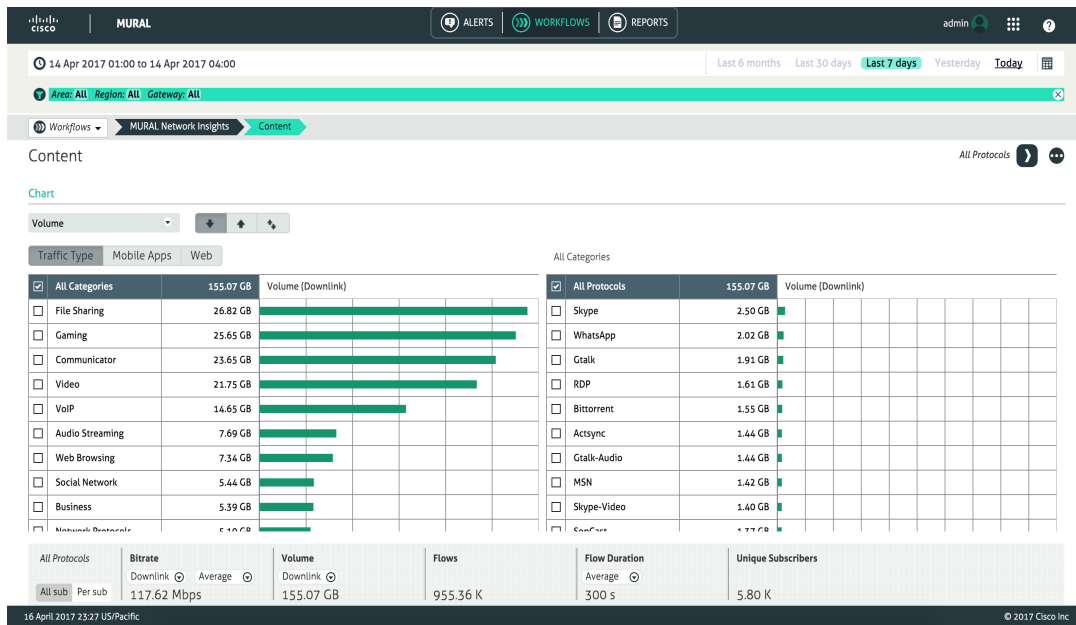 cisco MURAL ALERTS WORKFLOWS REPORTS admin ?
14 Apr 2017 01:00 to 14 Apr 2017 04:00 Last 6 months Last 30 days Last 7 days Yesterday Today
Area: All Region: All Gateway: All
Workflows MURAL Network Insights Content
Content All Protocols
Chart
Volume
Traffic Type Mobile Apps Web All Categories
All Categories 155.07 GB Volume (Downlink) All Protocols 155.07 GB Volume (Downlink)
File Sharing 26.82 GB Skype 2.50 GB
Gaming 25.65 GB WhatsApp 2.02 GB
Communicator 23.65 GB Gtalk 1.91 GB
Video 21.75 GB RDP 1.61 GB
VoIP 14.65 GB Bittorrent 1.55 GB
Audio Streaming 7.69 GB Actsync 1.44 GB
Web Browsing 7.34 GB Gtalk-Audio 1.44 GB
Social Network 5.44 GB MSN 1.42 GB
Business 5.39 GB Skype-Video 1.40 GB
Network Protocols 5.10 GB SopCast
All Protocols Bitrate Volume Flows Flow Duration Unique Subscribers
Downlink Average Downlink Average
All sub Per sub 117.62 Mbps 155.07 GB 955.36 K 300 s 5.80 K
16 April 2017 23:27 US/Pacific © 2017 Cisco Inc